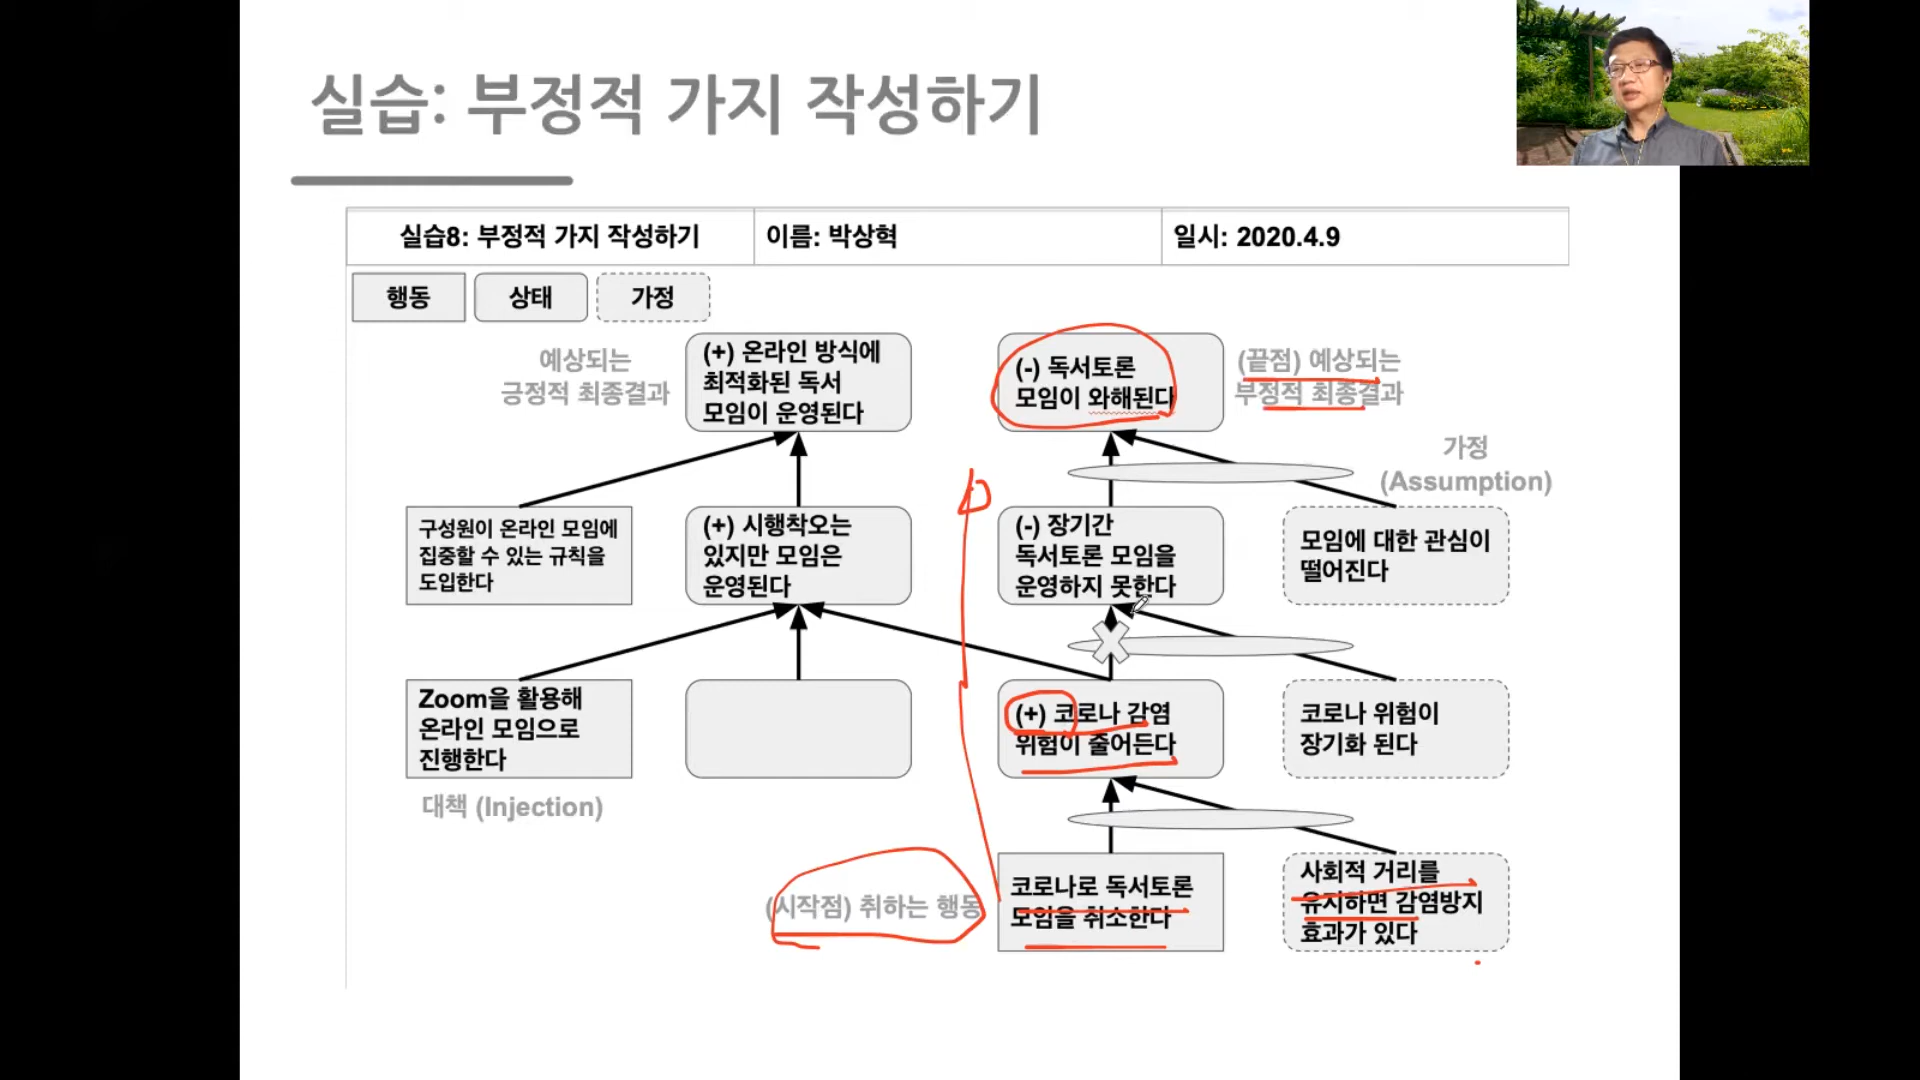 실습: 부정적 가지 작성하기
실습8: 부정적 가지 작성하기
이름: 박상혁
일시: 2020.4.9
행동
상태
가정
예상되는
긍정적 최종결과
(+) 온라인 방식에
최적화된 독서
모임이 운영된다
(-) 독서토론
모임이 와해된다
(끝점) 예상되는
부정적 최종결과
가정
(Assumption)
구성원이 온라인 모임에
집중할 수 있는 규칙을
도입한다
(+) 시행착오는
있지만 모임은
운영된다
(-) 장기간
독서토론 모임을
운영하지 못한다
모임에 대한 관심이
떨어진다
Zoom을 활용해
온라인 모임으로
진행한다
(+) 코로나 감염
위험이 줄어든다
코로나 위험이
장기화 된다
대책 (Injection)
(시작점) 취하는 행동
코로나로 독서토론
모임을 취소한다
사회적 거리를
유지하면 감염방지
효과가 있다